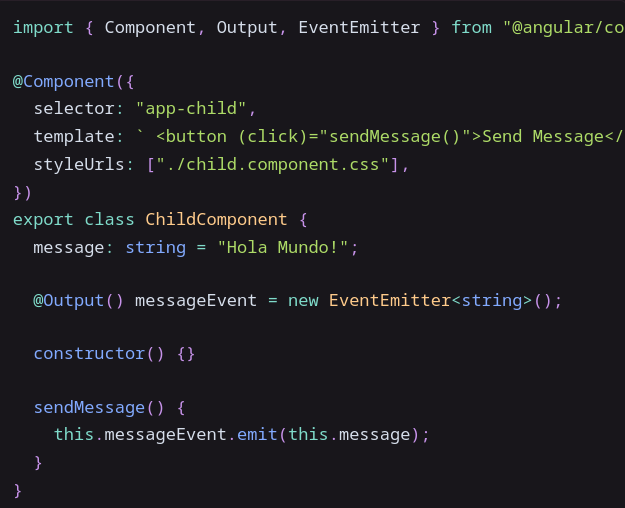 import { Component, Output, EventEmitter } from "@angular/co
@Component({
  selector: "app-child",
  template: ` <button (click)="sendMessage()">Send Message</
  styleUrls: ["./child.component.css"],
})
export class ChildComponent {
  message: string = "Hola Mundo!";
  @Output() messageEvent = new EventEmitter<string>();
  constructor() {}
  sendMessage() {
    this.messageEvent.emit(this.message);
  }
}